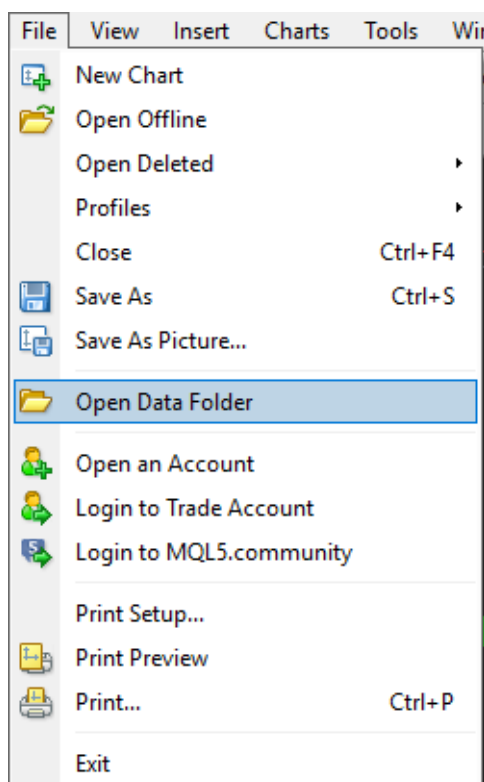 File View Insert Charts Tools
New Chart
Open Offline
Open Deleted
Profiles
Close Ctrl+F4
Save As Ctrl+S
Save As Picture...
Open Data Folder
Open an Account
Login to Trade Account
Login to MQL5.community
Print Setup...
Print Preview
Print... Ctrl+P
Exit